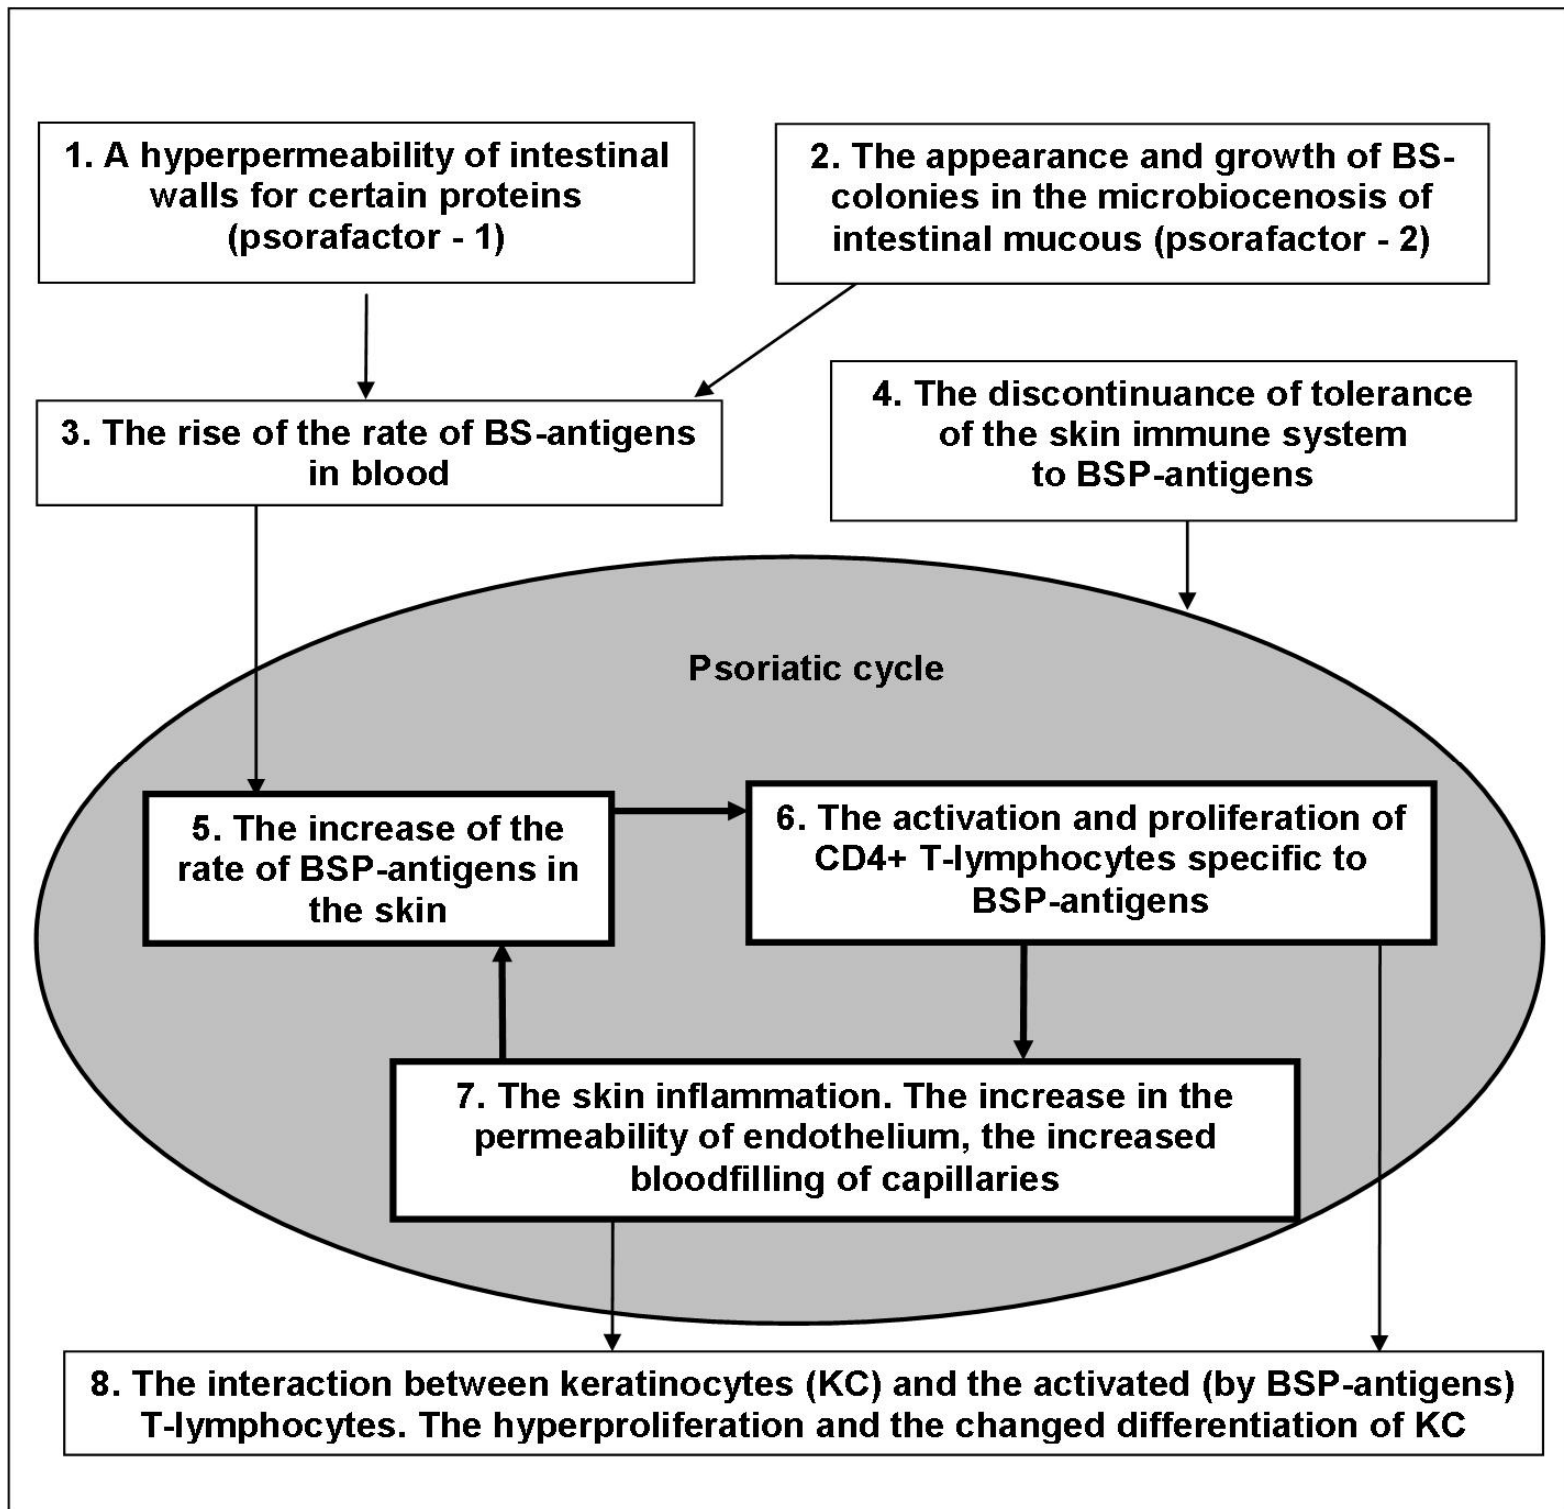 1. A hyperpermeability of intestinal
walls for certain proteins
(psorafactor - 1)
2. The appearance and growth of BS-
colonies in the microbiocenosis of
intestinal mucous (psorafactor - 2)
3. The rise of the rate of BS-antigens
in blood
4. The discontinuance of tolerance
of the skin immune system
to BSP-antigens
Psoriatic cycle
5. The increase of the
rate of BSP-antigens in
the skin
6. The activation and proliferation of
CD4+ T-lymphocytes specific to
BSP-antigens
7. The skin inflammation. The increase in the
permeability of endothelium, the increased
bloodfilling of capillaries
8. The interaction between keratinocytes (KC) and the activated (by BSP-antigens)
T-lymphocytes. The hyperproliferation and the changed differentiation of KC